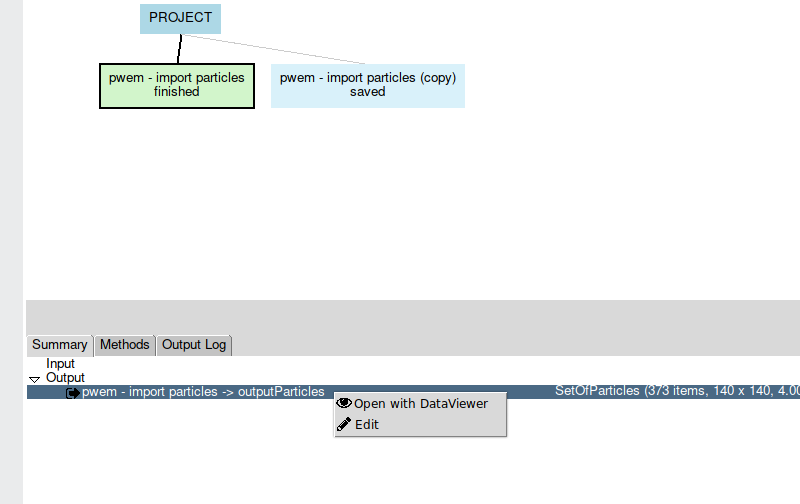 PROJECT
pwem - import particles
finished
pwem - import particles (copy)
saved
Summary
Methods
Output Log
Input
Output
pwem - import particles -> outputParticles
SetOfParticles (373 items, 140 x 140, 4.00
Open with DataViewer
Edit